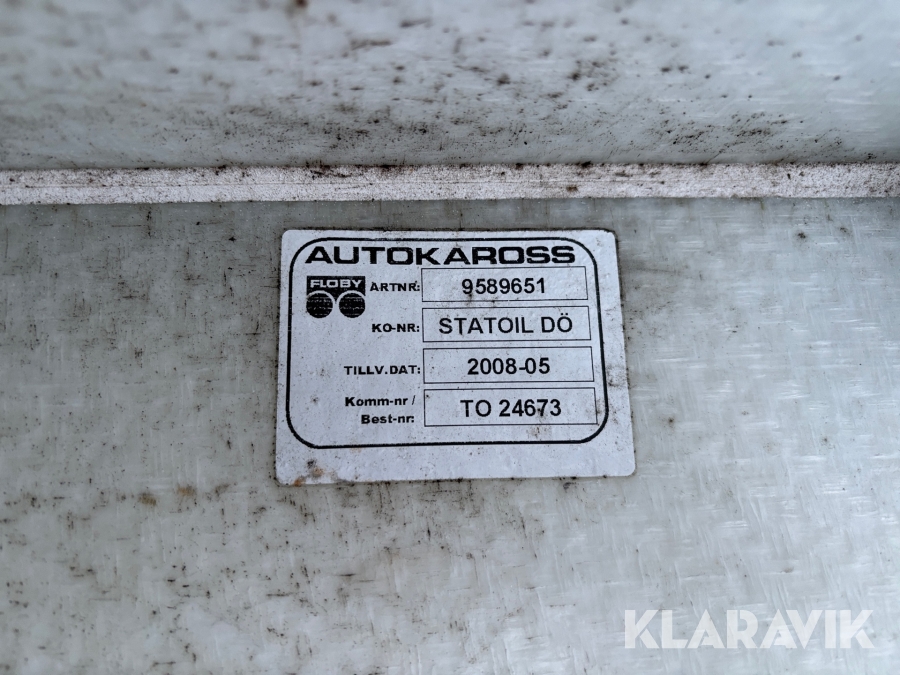 AUTOKAROSS
FLOBY ARTNR: 9589651
KO-NR: STATOIL DÖ
TILLV.DAT: 2008-05
Komm-nr /
Best-nr: TO 24673
KLARAVIK